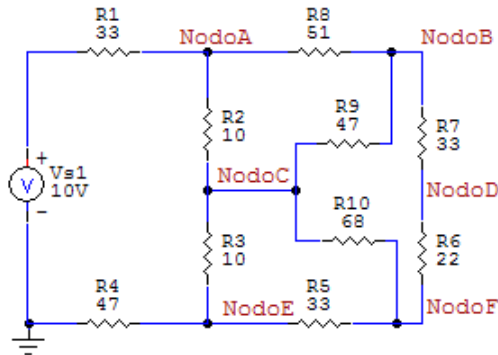 R1
33
NodoA
R8
51
NodoB
R2
10
R9
47
R7
33
+
Vs1
10V
V
-
NodoC
NodoD
R10
68
R3
10
R6
22
R4
47
NodoE
R5
33
NodoF